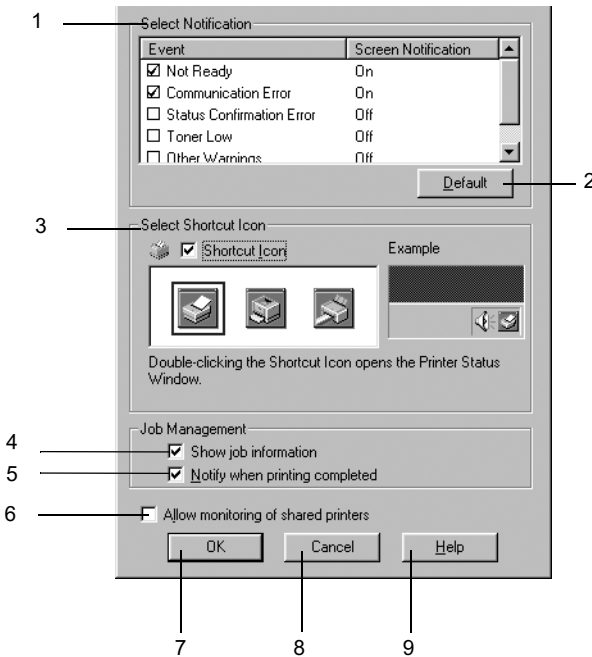 1
Select Notification
Event Screen Notification
Not Ready On
Communication Error On
Status Confirmation Error Off
Toner Low Off
Other Warnings Off
Default
2
3
Select Shortcut Icon
Shortcut Icon
Example
Double-clicking the Shortcut Icon opens the Printer Status
Window.
Job Management
4
Show job information
5
Notify when printing completed
6
Allow monitoring of shared printers
OK Cancel Help
7 8 9